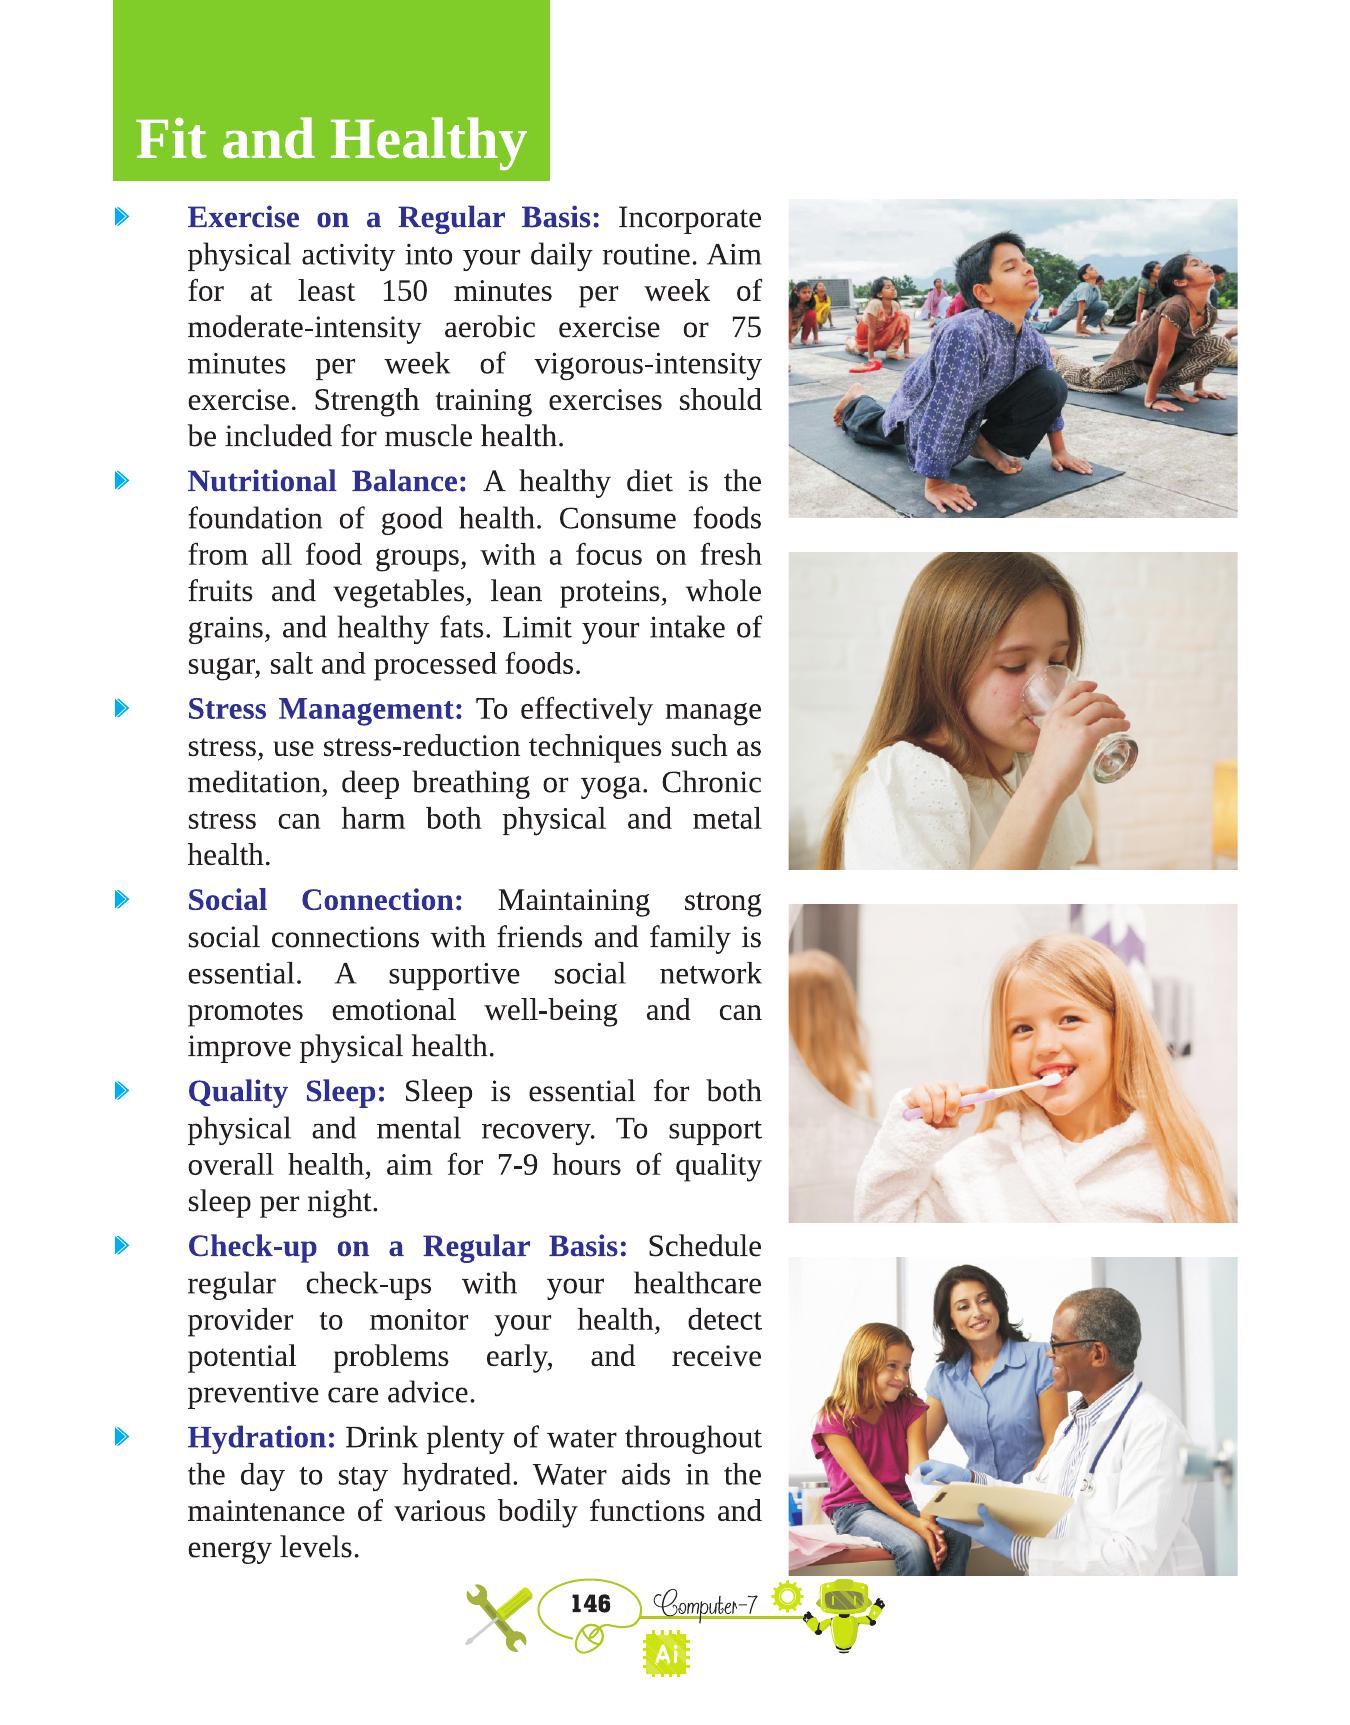 Fit and Healthy
Exercise on a Regular Basis: Incorporate
physical activity into your daily routine. Aim
for at least 150 minutes per week of
moderate-intensity aerobic exercise or 75
minutes per week of vigorous-intensity
exercise. Strength training exercises should
be included for muscle health.
Nutritional Balance: A healthy diet is the
foundation of good health. Consume foods
from all food groups, with a focus on fresh
fruits and vegetables, lean proteins, whole
grains, and healthy fats. Limit your intake of
sugar, salt and processed foods.
Stress Management: To effectively manage
stress, use stress-reduction techniques such as
meditation, deep breathing or yoga. Chronic
stress can harm both physical and metal
health.
Social Connection: Maintaining strong
social connections with friends and family is
essential. A supportive social network
promotes emotional well-being and can
improve physical health.
Quality Sleep: Sleep is essential for both
physical and mental recovery. To support
overall health, aim for 7-9 hours of quality
sleep per night.
Check-up on a Regular Basis: Schedule
regular check-ups with your healthcare
provider to monitor your health, detect
potential problems early, and receive
preventive care advice.
Hydration: Drink plenty of water throughout
the day to stay hydrated. Water aids in the
maintenance of various bodily functions and
energy levels.
146 Computer-7
Ai